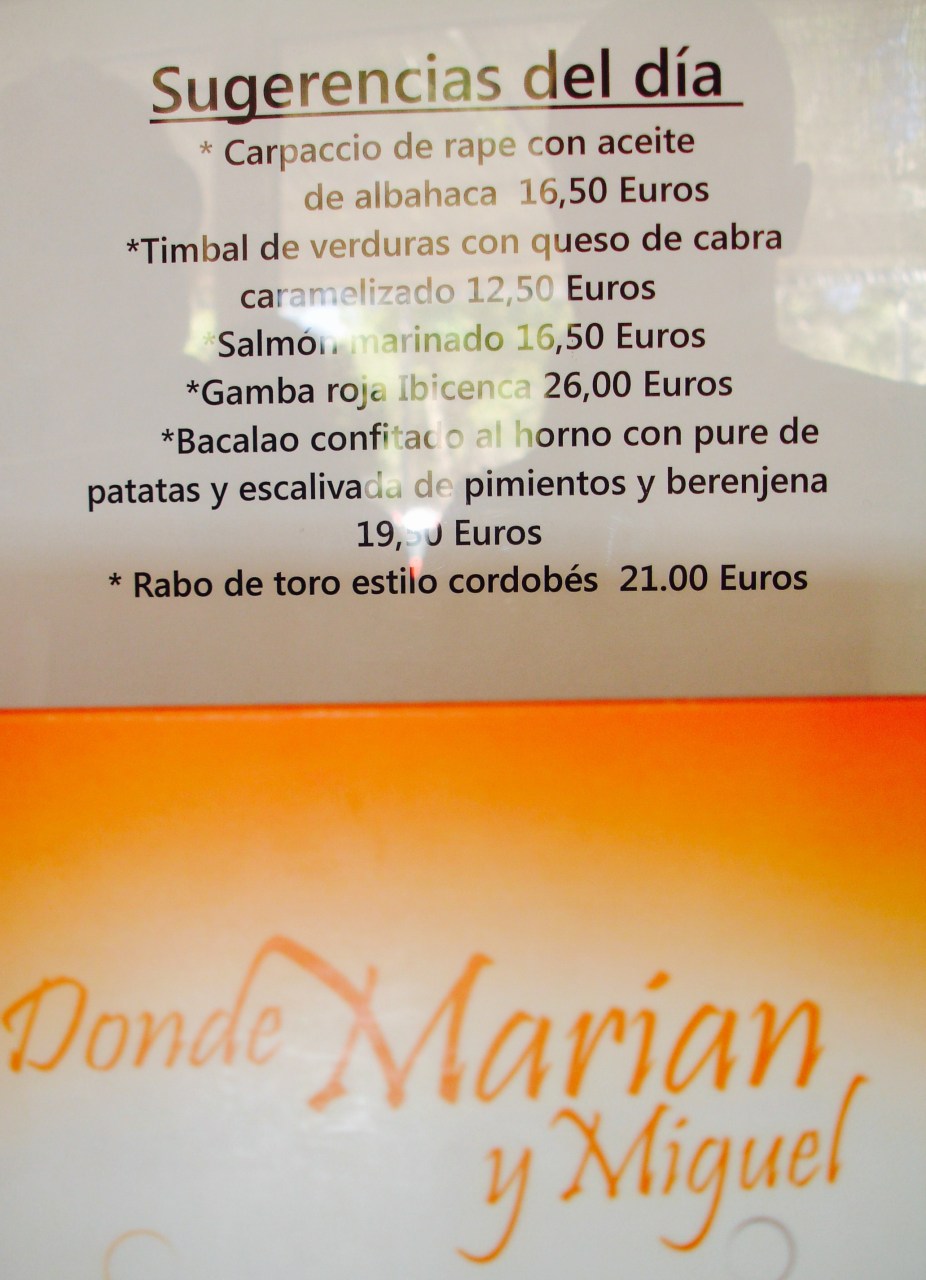 Sugerencias del día
* Carpaccio de rape con aceite
de albahaca 16,50 Euros
*Timbal de verduras con queso de cabra
caramelizado 12,50 Euros
*Salmón marinado 16,50 Euros
*Gamba roja Ibicenca 26,00 Euros
*Bacalao confitado al horno con pure de
patatas y escalivada de pimientos y berenjena
19,50 Euros
* Rabo de toro estilo cordobés 21.00 Euros
Donde Marian
y Miguel